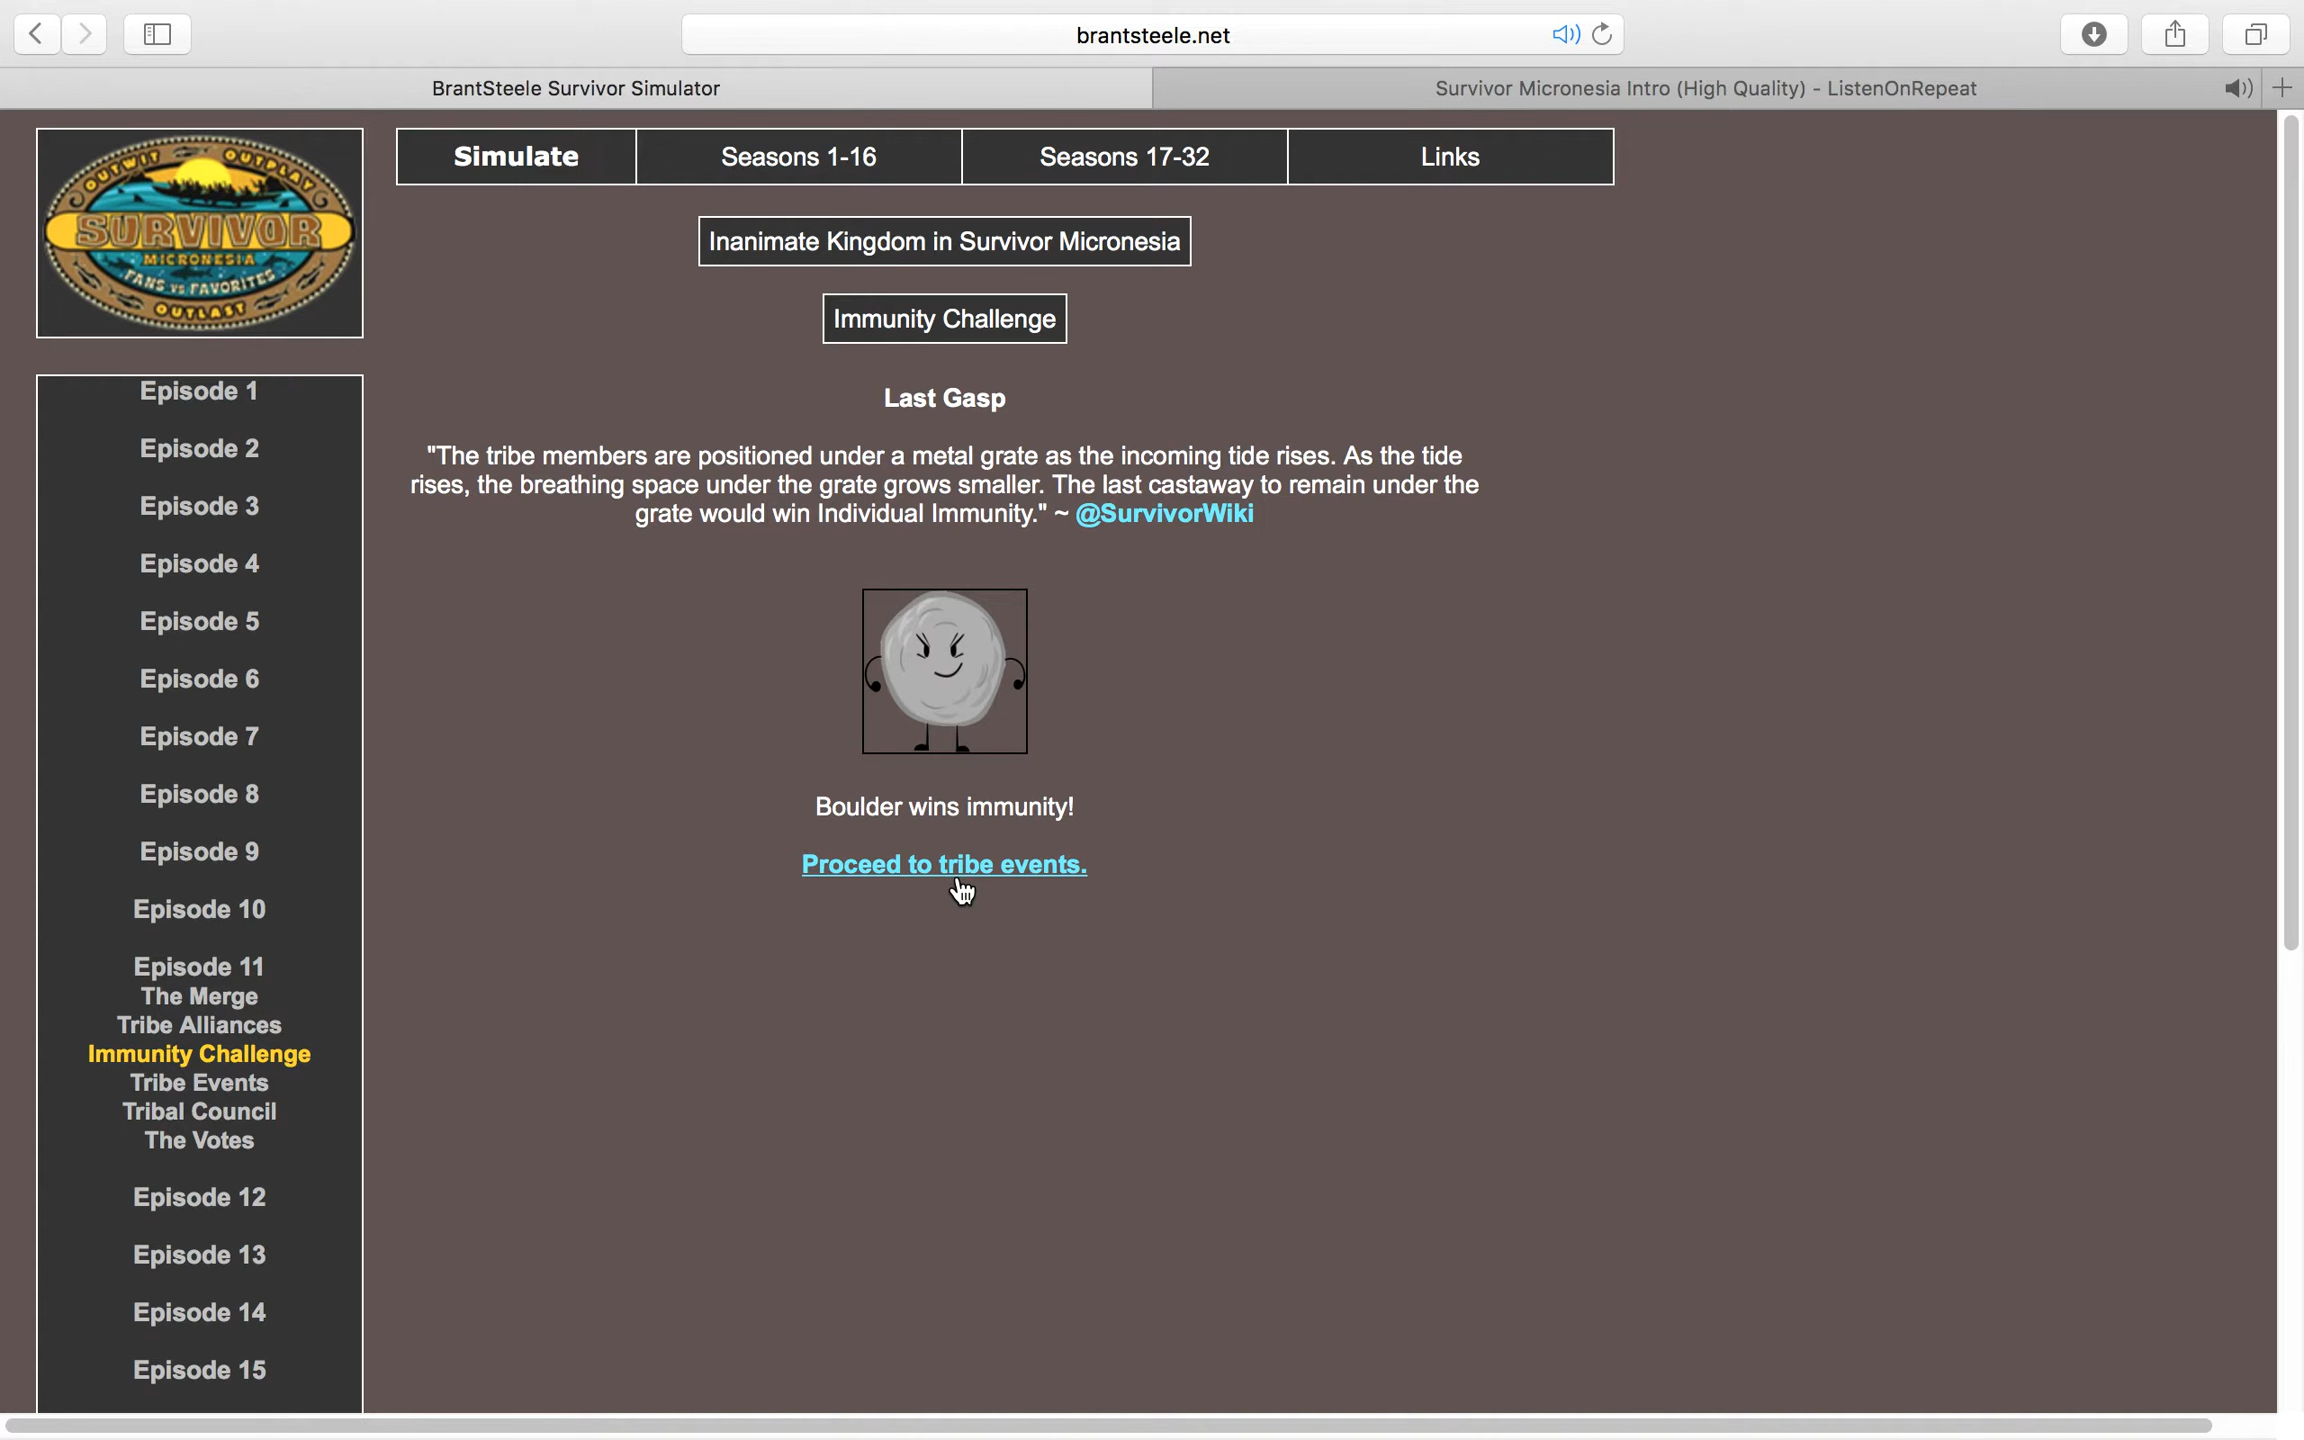 brantsteele.net
BrantSteele Survivor Simulator
Survivor Micronesia Intro (High Quality) - ListenOnRepeat
OUTWIT OUTPLAY
SURVIVOR
MICRONESIA
FANS vs FAVORITES
OUTLAST
Simulate
Seasons 1-16
Seasons 17-32
Links
Inanimate Kingdom in Survivor Micronesia
Immunity Challenge
Last Gasp
"The tribe members are positioned under a metal grate as the incoming tide rises. As the tide
rises, the breathing space under the grate grows smaller. The last castaway to remain under the
grate would win Individual Immunity." ~ @SurvivorWiki
Boulder wins immunity!
Proceed to tribe events.
Episode 1
Episode 2
Episode 3
Episode 4
Episode 5
Episode 6
Episode 7
Episode 8
Episode 9
Episode 10
Episode 11
The Merge
Tribe Alliances
Immunity Challenge
Tribe Events
Tribal Council
The Votes
Episode 12
Episode 13
Episode 14
Episode 15